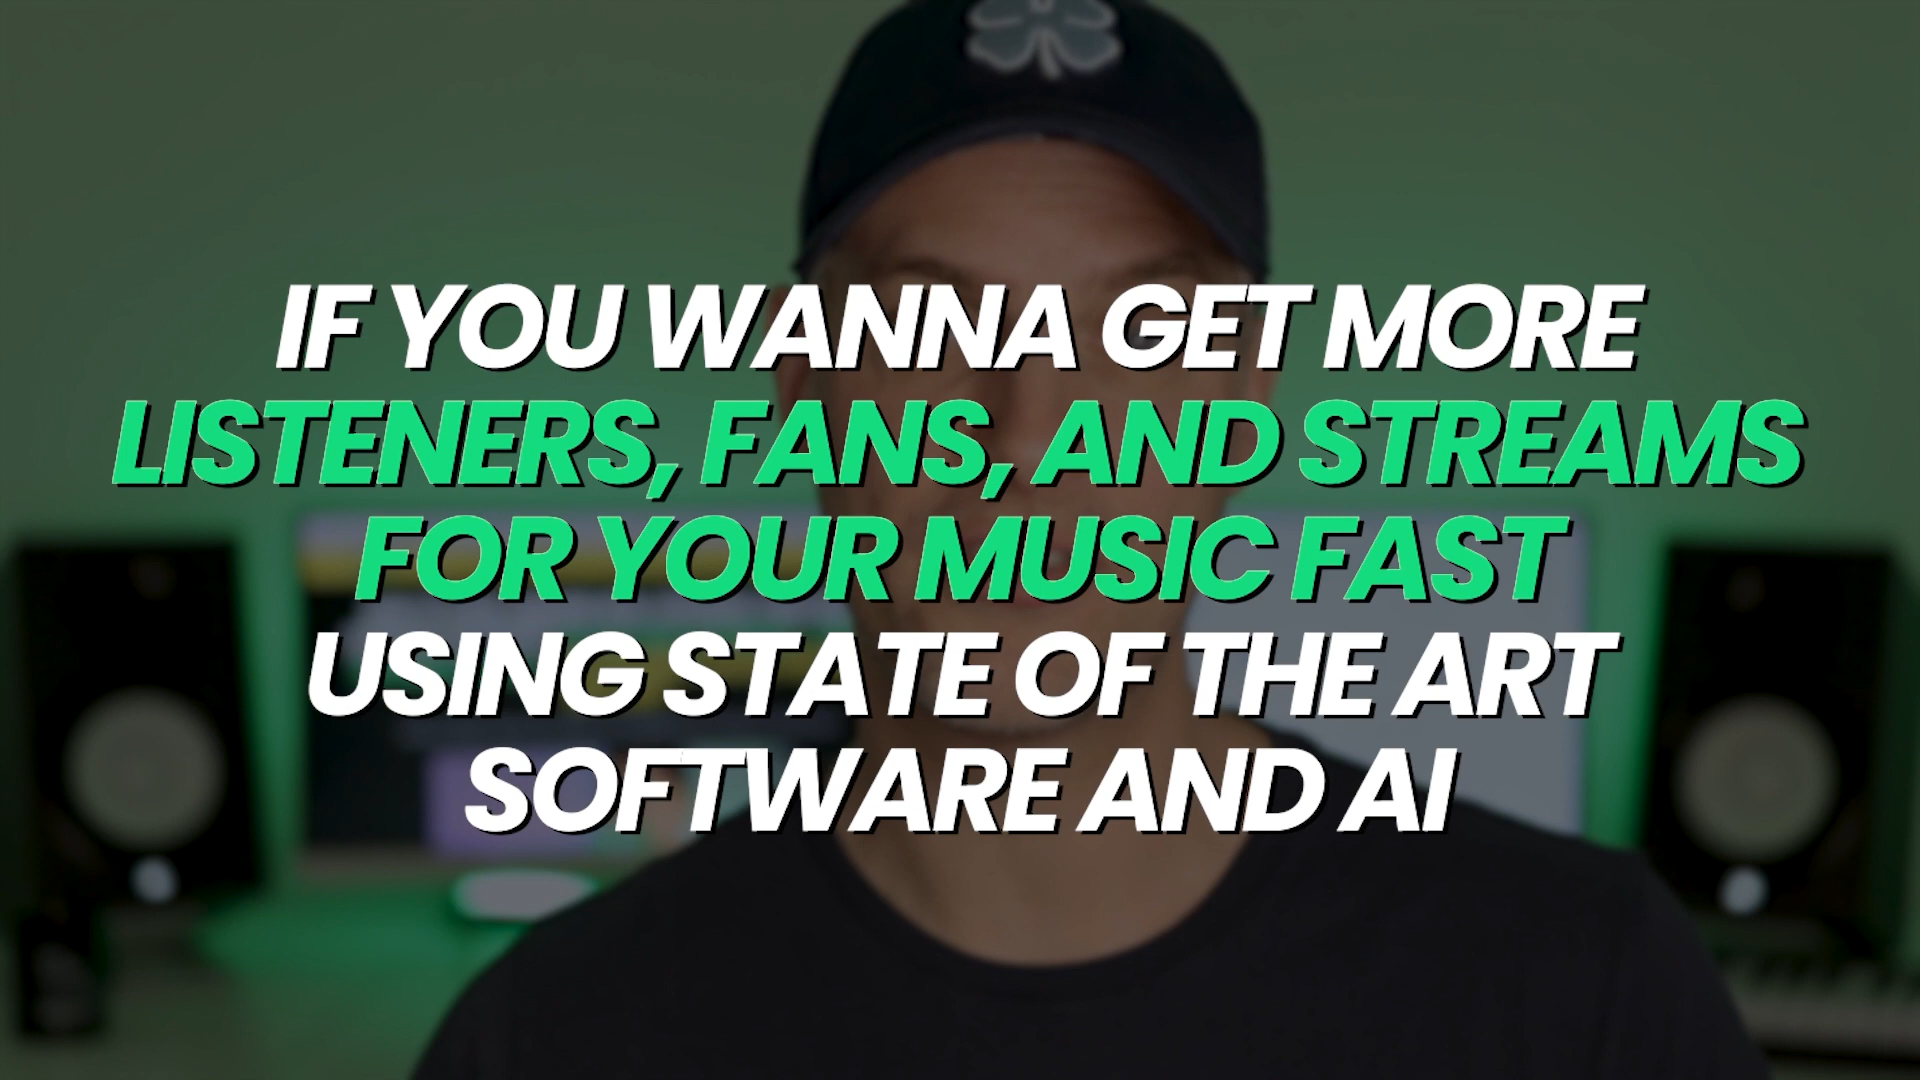 IF YOU WANNA GET MORE
LISTENERS, FANS, AND STREAMS
FOR YOUR MUSIC FAST
USING STATE OF THE ART
SOFTWARE AND AI